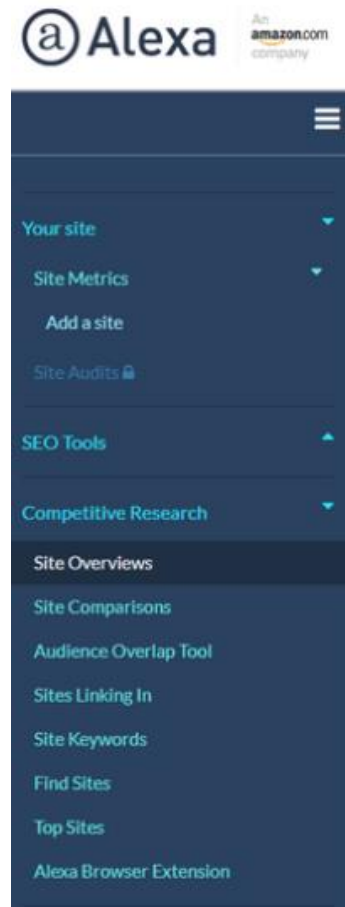 a Alexa
An
amazon.com
company
Your site
Site Metrics
Add a site
Site Audits
SEO Tools
Competitive Research
Site Overviews
Site Comparisons
Audience Overlap Tool
Sites Linking In
Site Keywords
Find Sites
Top Sites
Alexa Browser Extension